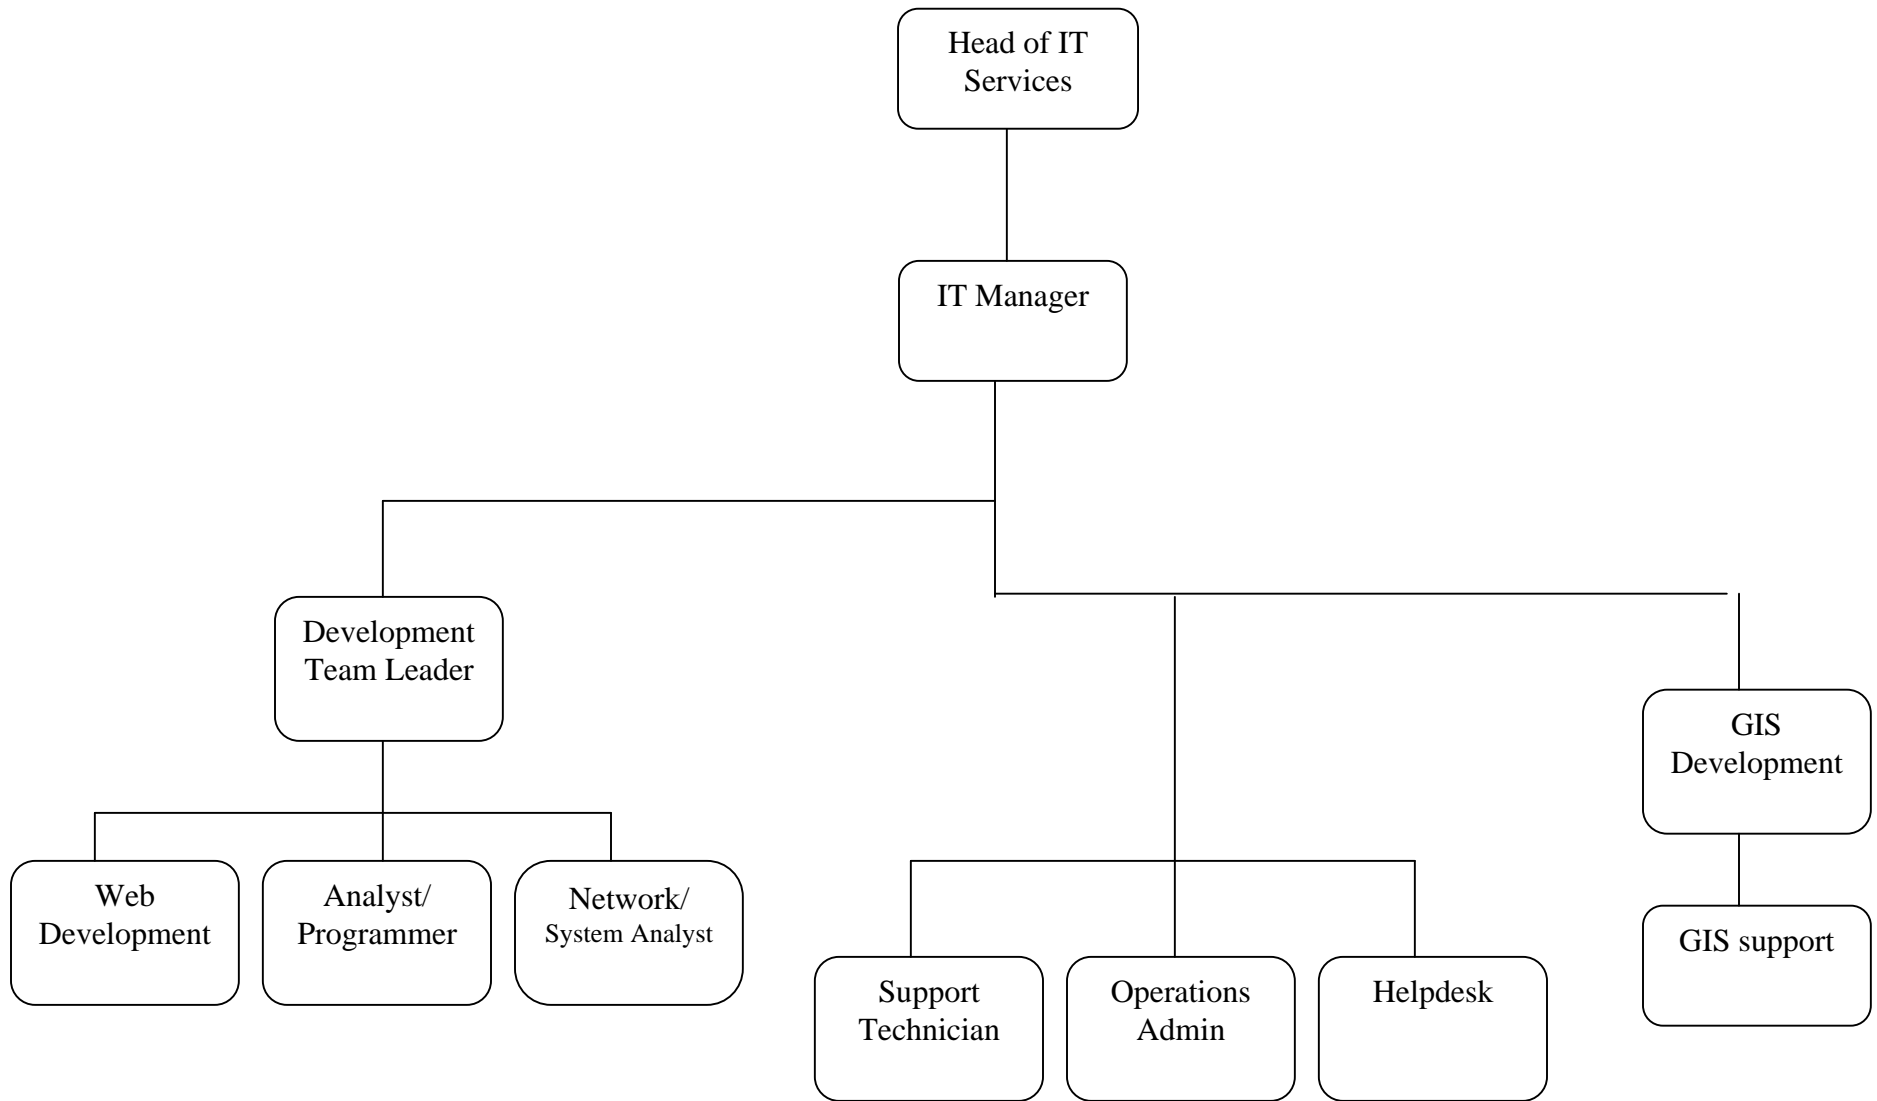 Head of IT
Services
IT Manager
Development
Team Leader
GIS
Development
Web
Development
Analyst/
Programmer
Network/
System Analyst
GIS support
Support
Technician
Operations
Admin
Helpdesk